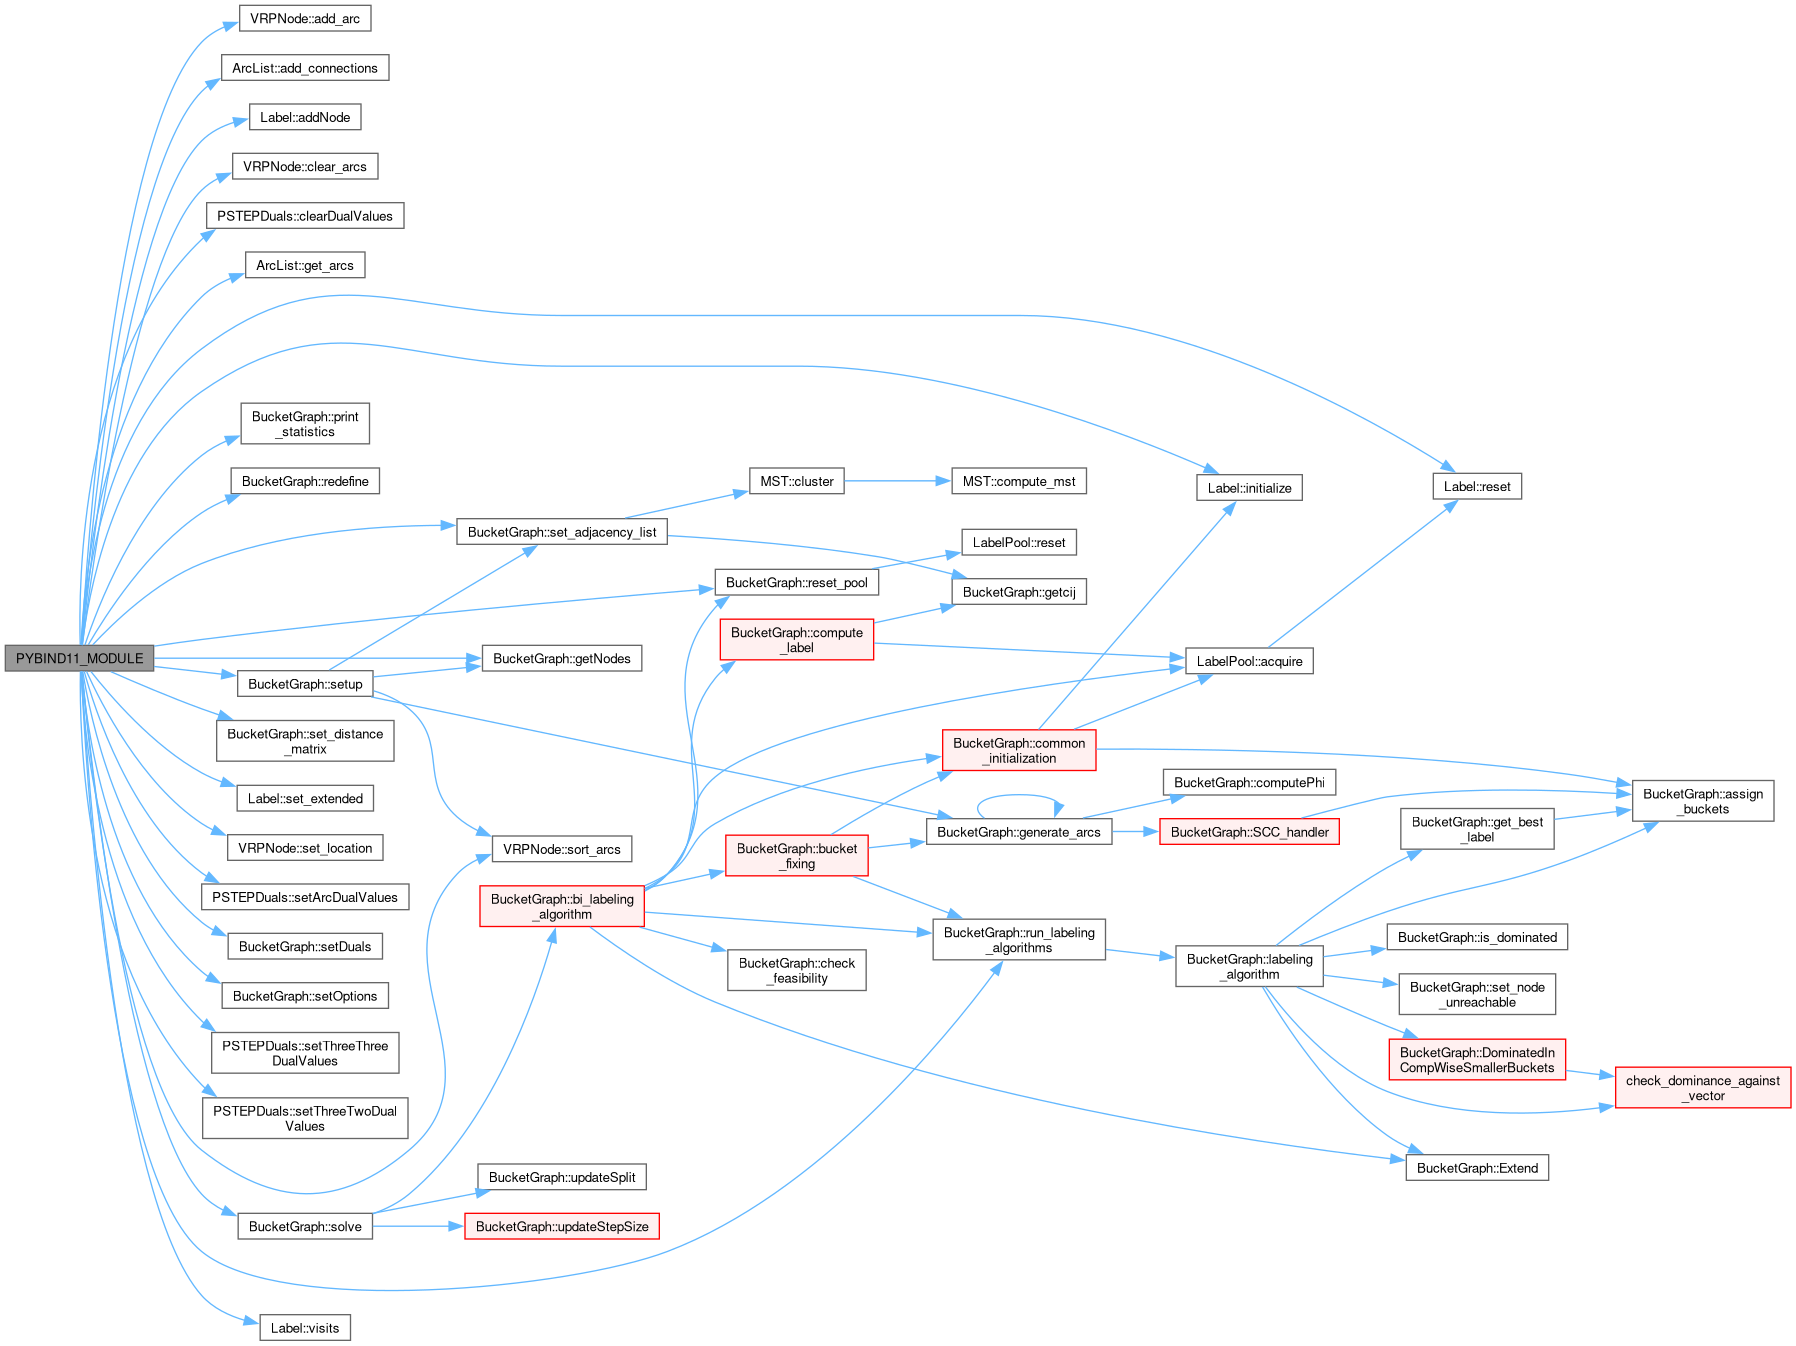 VRPNode::add_arc
ArcList::add_connections
Label::addNode
VRPNode::clear_arcs
PSTEPDuals::clearDualValues
ArcList::get_arcs
BucketGraph::print
_statistics
BucketGraph::redefine
PYBIND11_MODULE
BucketGraph::setup
BucketGraph::set_distance
_matrix
Label::set_extended
VRPNode::set_location
PSTEPDuals::setArcDualValues
BucketGraph::setDuals
BucketGraph::setOptions
PSTEPDuals::setThreeThree
DualValues
PSTEPDuals::setThreeTwoDual
Values
BucketGraph::solve
Label::visits
BucketGraph::set_adjacency_list
BucketGraph::getNodes
VRPNode::sort_arcs
BucketGraph::bi_labeling
_algorithm
BucketGraph::updateSplit
BucketGraph::updateStepSize
MST::cluster
BucketGraph::reset_pool
BucketGraph::compute
_label
BucketGraph::bucket
_fixing
BucketGraph::check
_feasibility
MST::compute_mst
LabelPool::reset
BucketGraph::getcij
BucketGraph::common
_initialization
BucketGraph::generate_arcs
BucketGraph::run_labeling
_algorithms
Label::initialize
LabelPool::acquire
BucketGraph::computePhi
BucketGraph::SCC_handler
BucketGraph::labeling
_algorithm
Label::reset
BucketGraph::get_best
_label
BucketGraph::is_dominated
BucketGraph::set_node
_unreachable
BucketGraph::DominatedIn
CompWiseSmallerBuckets
BucketGraph::Extend
BucketGraph::assign
_buckets
check_dominance_against
_vector